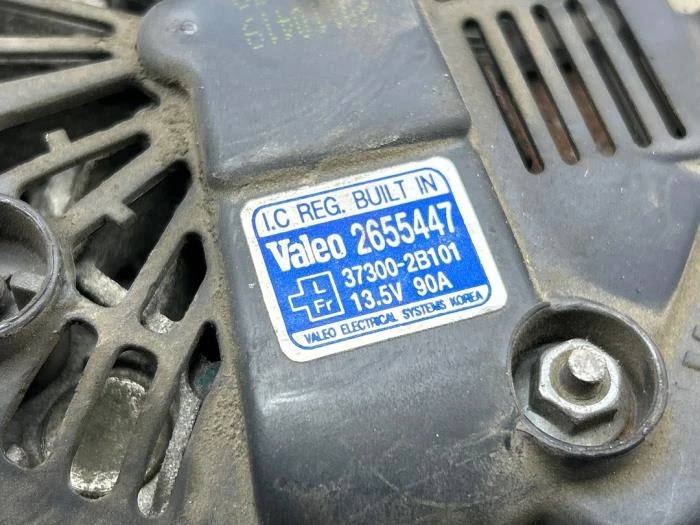 I.C REG. BUILT IN
Valeo 2655447
L 37300-2B101
Fr 13.5V 90A
VALEO ELECTRICAL SYSTEMS KOREA